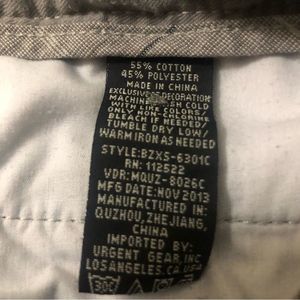 55% COTTON
45% POLYESTER
MADE IN CHINA
EXCLUSIVE OF DECORATION
MACHINE WASH COLD
WITH LIKE COLORS/
ONLY NON-CHLORINE
BLEACH IF NEEDED/
TUMBLE DRY LOW/
WARM IRON AS NEEDED
STYLE:BZXS-6301C
RN: 112522
VDR:MQUZ-8026C
MFG DATE:NOV 2013
MANUFACTURED IN:
QUZHOU,ZHEJIANG,
CHINA
IMPORTED BY:
URGENT GEAR,INC
LOSANGELES.CA USA
30C